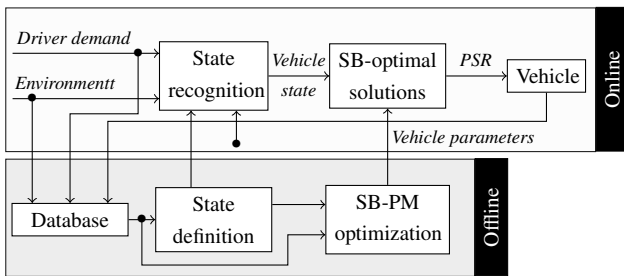 Driver demand
Environmentt
State
recognition
Vehicle
state
SB-optimal
solutions
PSR
Vehicle
Online
Vehicle parameters
Database
State
definition
SB-PM
optimization
Offline